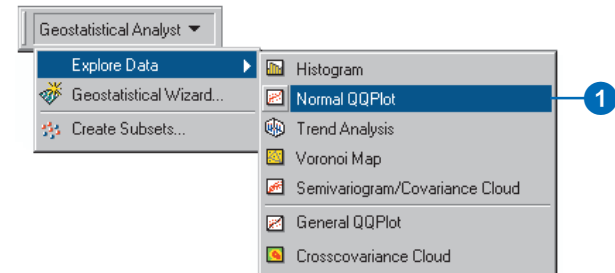 Geostatistical Analyst
Explore Data
Geostatistical Wizard...
Create Subsets...
Histogram
Normal QQPlot
1
Trend Analysis
Voronoi Map
Semivariogram/Covariance Cloud
General QQPlot
Crosscovariance Cloud